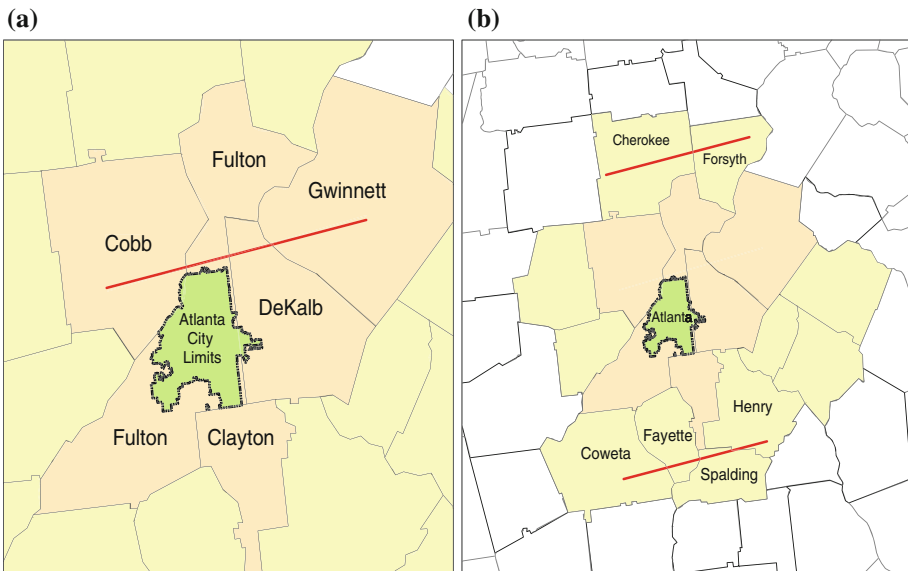 (a)
Fulton
Gwinnett
Cobb
DeKalb
Atlanta
City
Limits
Fulton
Clayton
(b)
Cherokee
Forsyth
Atlanta
Henry
Fayette
Coweta
Spalding